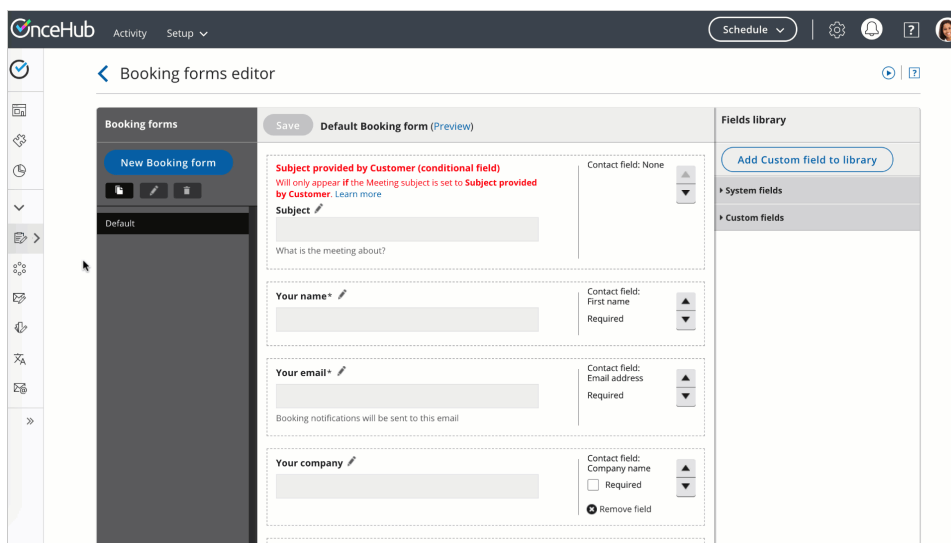 OnceHub
Activity
Setup
Schedule
?
Booking forms editor
?
Booking forms
New Booking form
Default
Save
Default Booking form (Preview)
Subject provided by Customer (conditional field)
Will only appear if the Meeting subject is set to Subject provided
by Customer. Learn more
Subject
What is the meeting about?
Contact field: None
Your name*
Contact field:
First name
Required
Your email*
Booking notifications will be sent to this email
Contact field:
Email address
Required
Your company
Contact field:
Company name
Required
Remove field
Fields library
Add Custom field to library
System fields
Custom fields